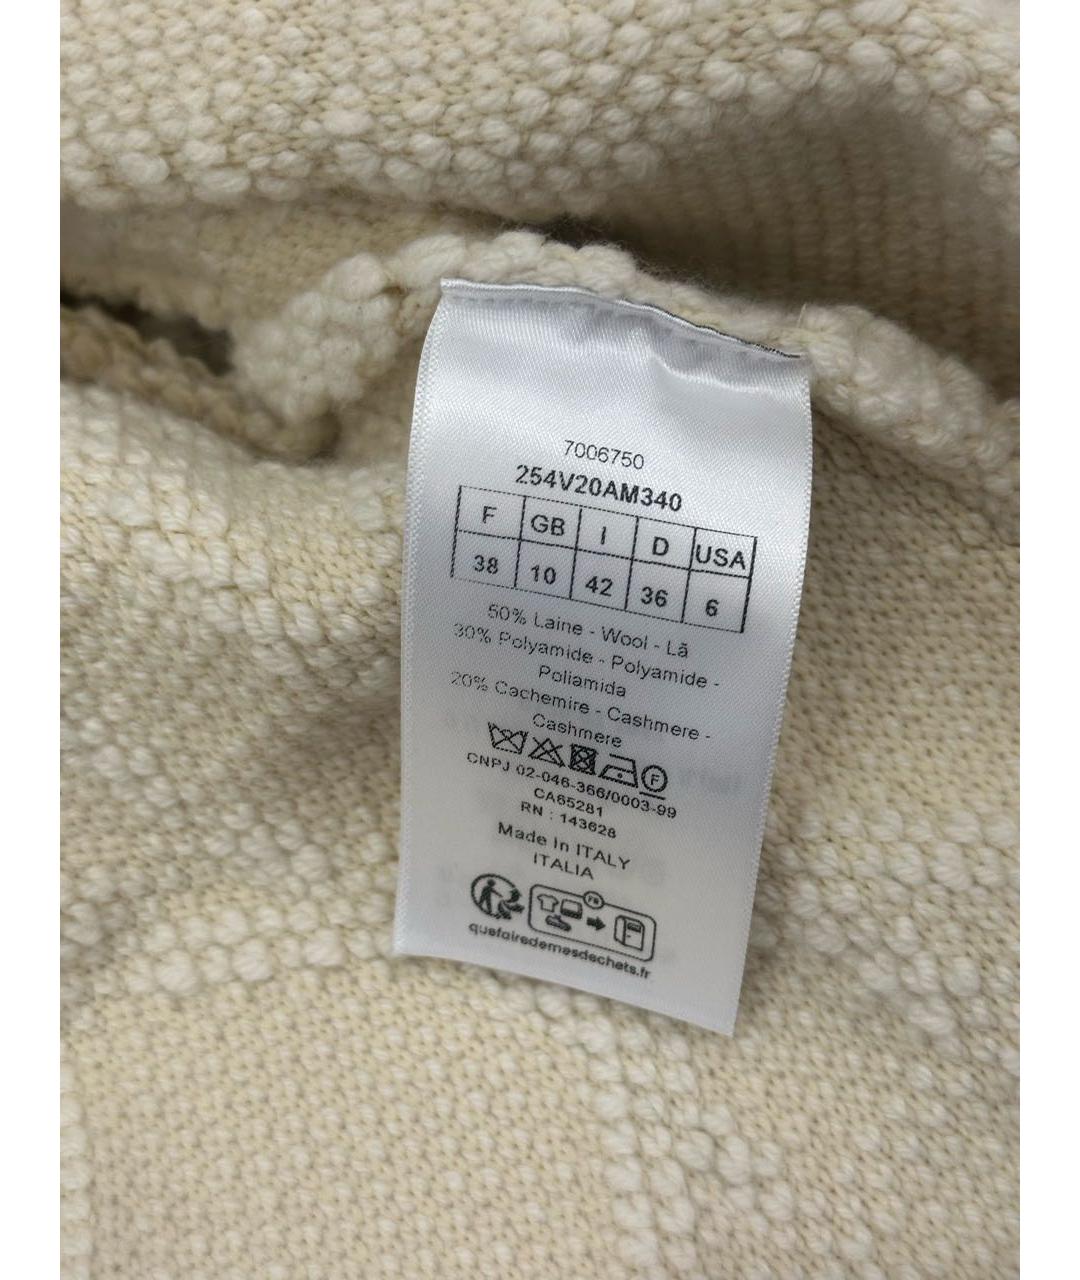 7006750
254V20AM340
F GB I D USA
38 10 42 36 6
50% Laine - Wool - Lã
30% Polyamide - Polyamide -
Poliamida
20% Cachemire - Cashmere -
Cashmere
F
CNPJ 02-046-366/0003-99
CA65281
RN : 143628
Made in ITALY
ITALIA
FR
quefairedemesdechets.fr